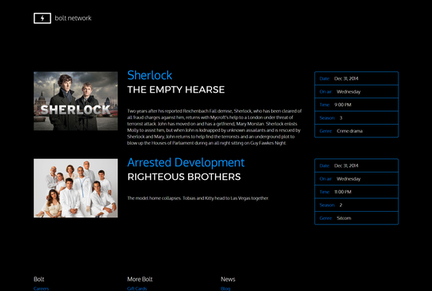 bolt network
SHERLOCK
Sherlock
THE EMPTY HEARSE
Two years after his reported Reichenbach Fall demise, Sherlock, who has been cleared of
all fraud charges against him, returns with Mycroft's help to a London under threat of
terrorist attack. John has moved on and has a girlfriend, Mary Morstan. Sherlock enlists
Molly to assist him, but when John is kidnapped by unknown assailants and is rescued by
Sherlock and Mary, John returns to help find the terrorists and an underground plot to
blow up the Houses of Parliament during an all night sitting on Guy Fawkes Night.
Date: Dec 31, 2014
On air: Wednesday
Time: 9:00 PM
Season: 3
Genre: Crime drama
Arrested Development
RIGHTEOUS BROTHERS
The model home collapses. Tobias and Kitty head to Las Vegas together
Date: Dec 31, 2014
On air: Wednesday
Time: 11:00 PM
Season: 2
Genre: Sitcom
Bolt
More Bolt
News
Careers
Gift Cards
Blog